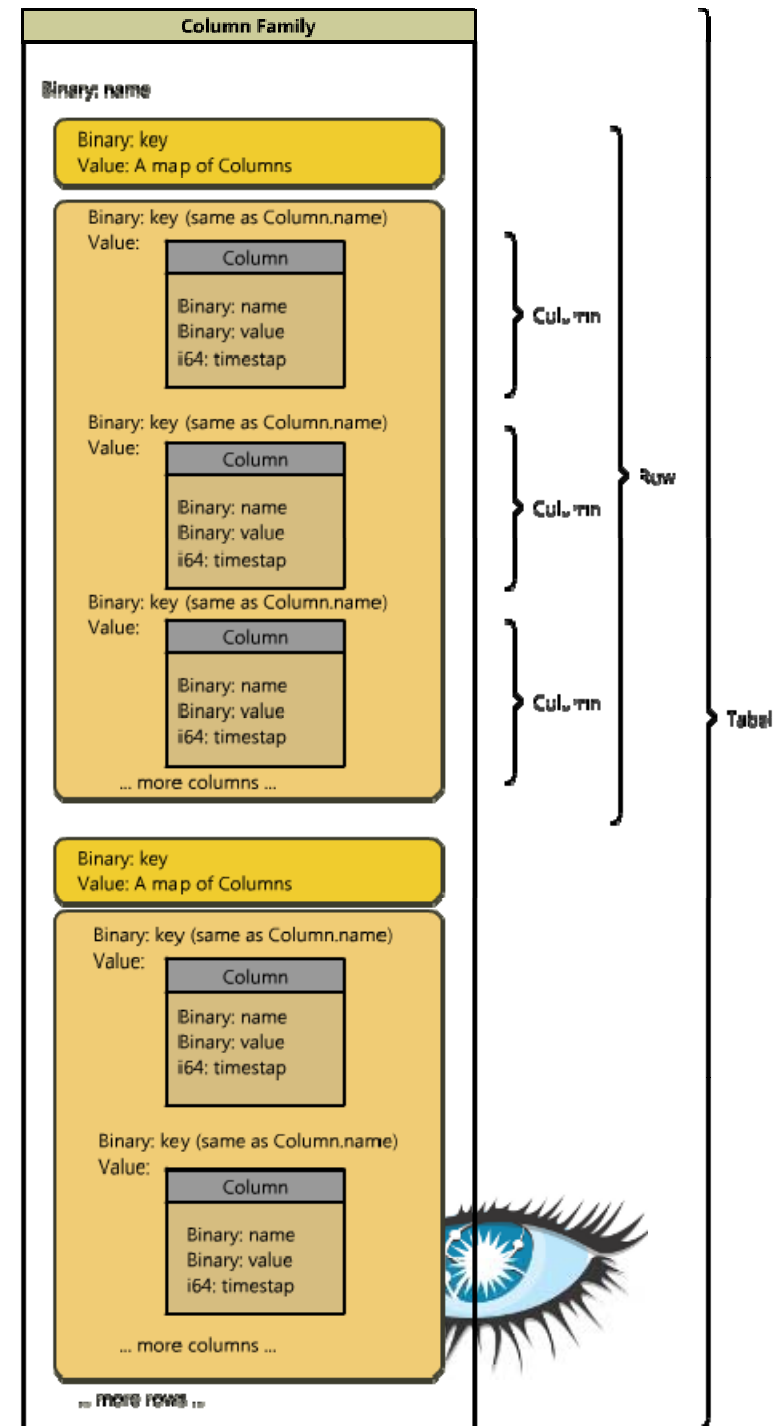 Column Family
Binary: name
Binary: key
Value: A map of Columns
Binary: key (same as Column.name)
Value:
Column
Binary: name
Binary: value
i64: timestap
Column
Binary: key (same as Column.name)
Value:
Column
Binary: name
Binary: value
i64: timestap
Column
Row
Binary: key (same as Column.name)
Value:
Column
Binary: name
Binary: value
i64: timestap
Column
Tabel
... more columns ...
Binary: key
Value: A map of Columns
Binary: key (same as Column.name)
Value:
Column
Binary: name
Binary: value
i64: timestap
Binary: key (same as Column.name)
Value:
Column
Binary: name
Binary: value
i64: timestap
... more columns ...
... more rows ...